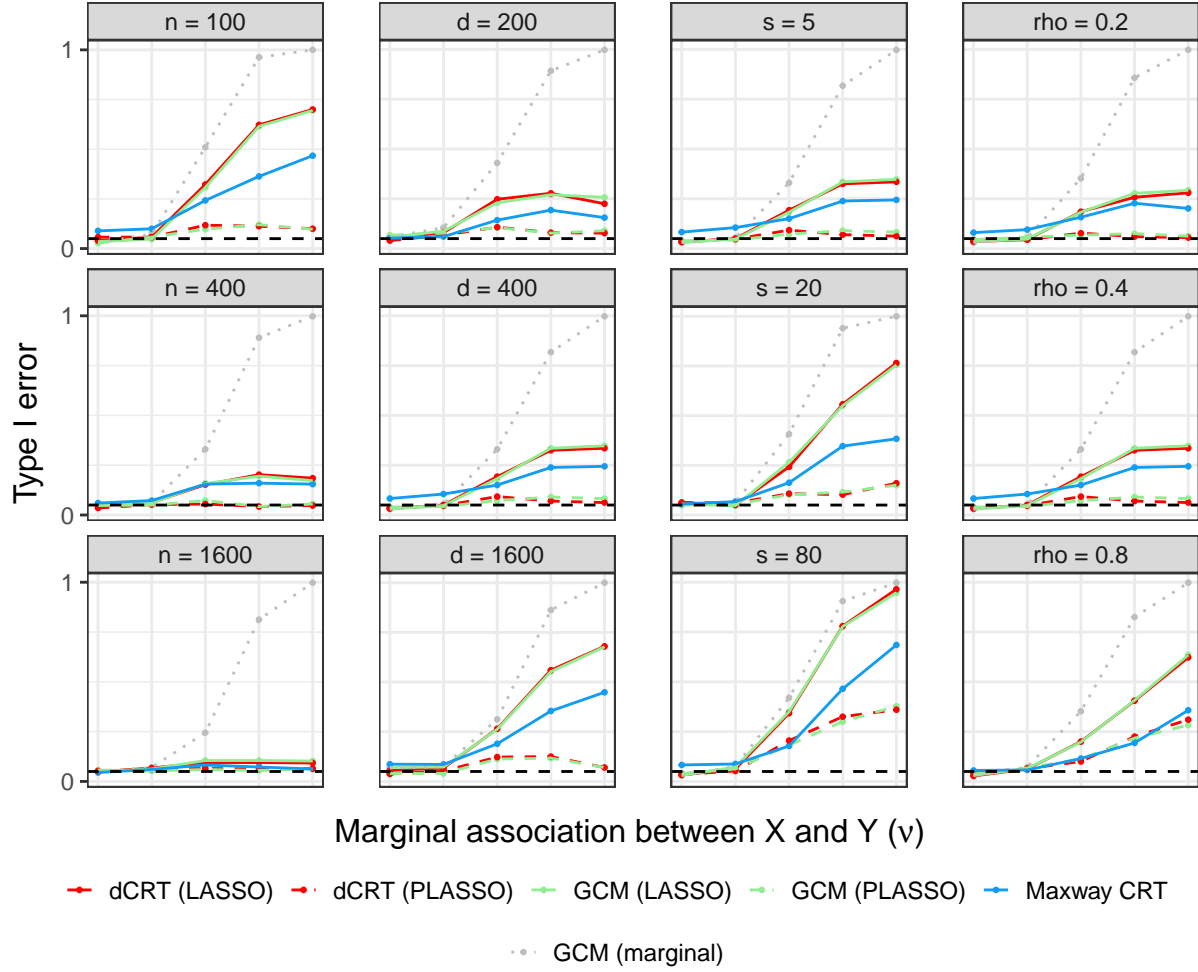 n = 100
d = 200
s = 5
rho = 0.2
1
0
n = 400
d = 400
s = 20
rho = 0.4
1
0
n = 1600
d = 1600
s = 80
rho = 0.8
1
0
Type I error
Marginal association between X and Y (ν)
dCRT (LASSO)
dCRT (PLASSO)
GCM (LASSO)
GCM (PLASSO)
Maxway CRT
GCM (marginal)